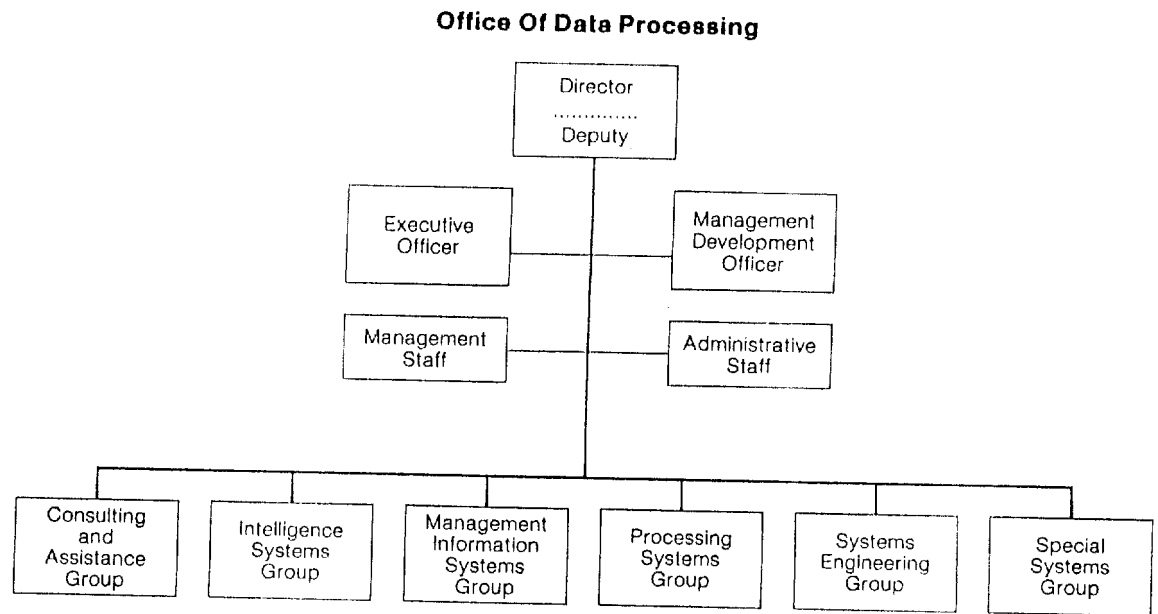 Office Of Data Processing
Director
..............
Deputy
Executive
Officer
Management
Development
Officer
Management
Staff
Administrative
Staff
Consulting
and
Assistance
Group
Intelligence
Systems
Group
Management
Information
Systems
Group
Processing
Systems
Group
Systems
Engineering
Group
Special
Systems
Group